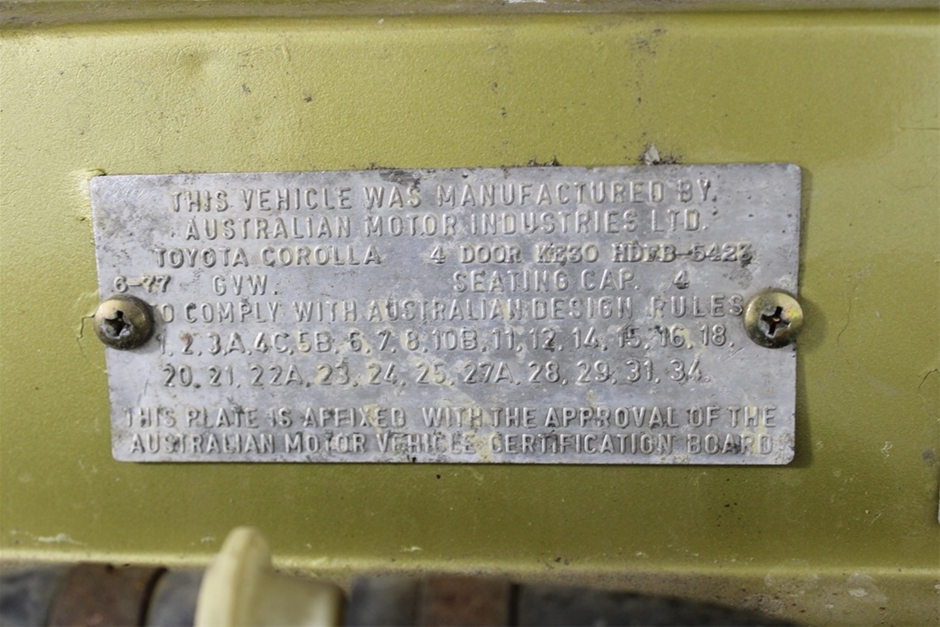 THIS VEHICLE WAS MANUFACTURED BY.
AUSTRALIAN MOTOR INDUSTRIES LTD.
TOYOTA COROLLA 4 DOOR KE30 HDFB-5423
6-77 GVW. SEATING CAP. 4
TO COMPLY WITH AUSTRALIAN DESIGN RULES
1, 2, 3A, 4C, 5B, 6, 7, 8, 10B, 11, 12, 14, 15, 16, 18,
20, 21, 22A, 23, 24, 25, 27A, 28, 29, 31, 34.
THIS PLATE IS AFFIXED WITH THE APPROVAL OF THE
AUSTRALIAN MOTOR VEHICLE CERTIFICATION BOARD